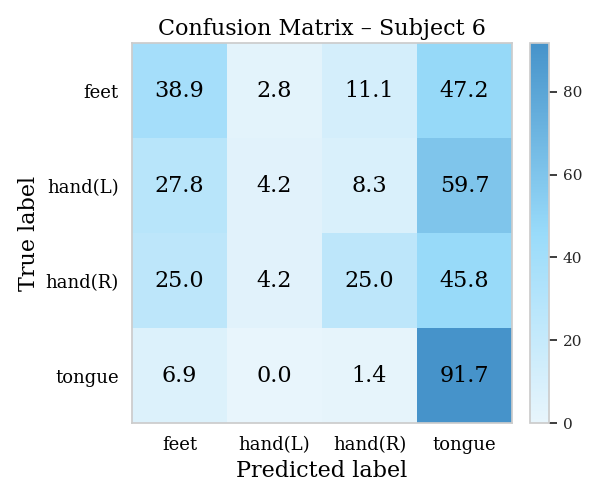 Confusion Matrix – Subject 6
True label
feet 38.9 2.8 11.1 47.2
hand(L) 27.8 4.2 8.3 59.7
hand(R) 25.0 4.2 25.0 45.8
tongue 6.9 0.0 1.4 91.7
feet hand(L) hand(R) tongue
Predicted label
80
60
40
20
0